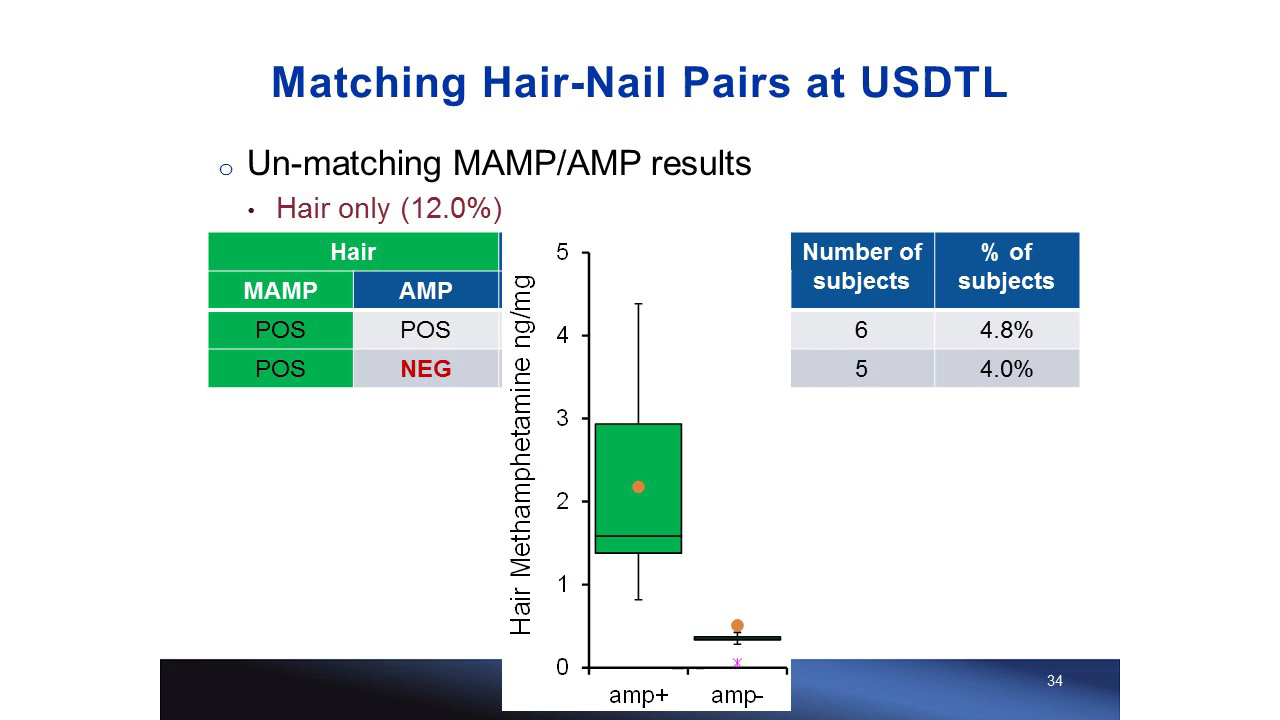 Matching Hair-Nail Pairs at USDTL
o Un-matching MAMP/AMP results
• Hair only (12.0%)
Hair
Number of subjects
% of subjects
MAMP AMP
POS POS 6 4.8%
POS NEG 5 4.0%
Hair Methamphetamine ng/mg
5
4
3
2
1
0
amp+ amp-
34